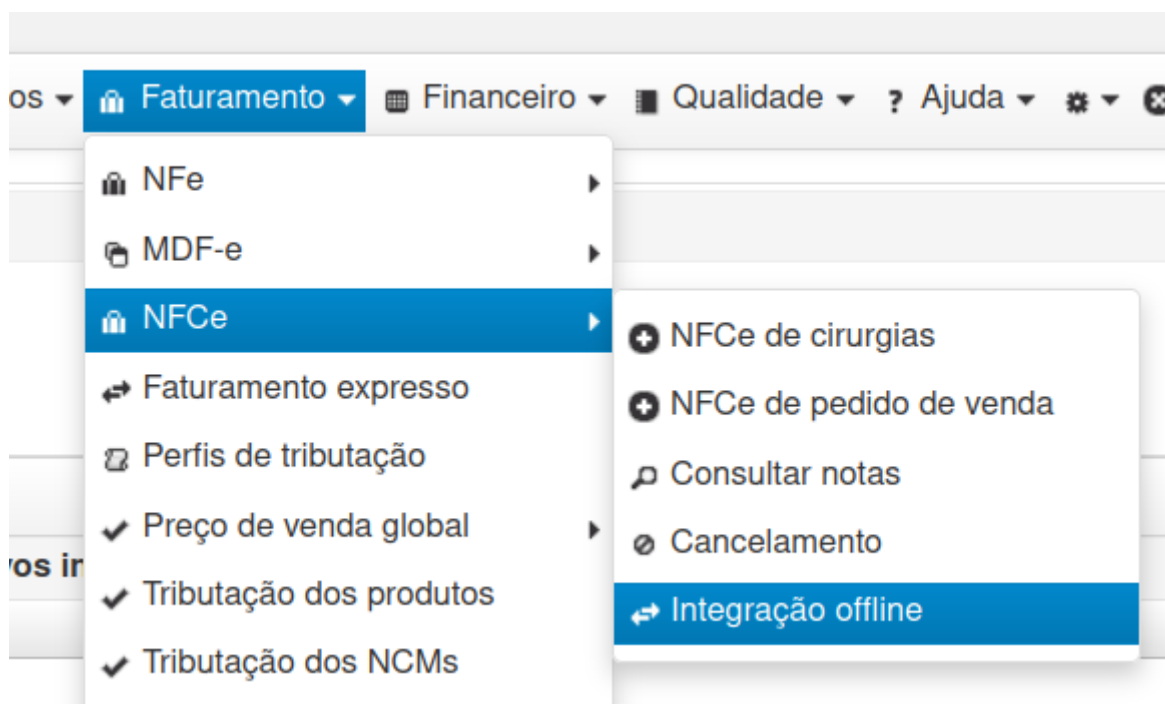 os
Faturamento
Financeiro
Qualidade
? Ajuda
NFe
MDF-e
NFCe
Faturamento expresso
Perfis de tributação
Preço de venda global
Tributação dos produtos
Tributação dos NCMs
NFCe de cirurgias
NFCe de pedido de venda
Consultar notas
Cancelamento
Integração offline